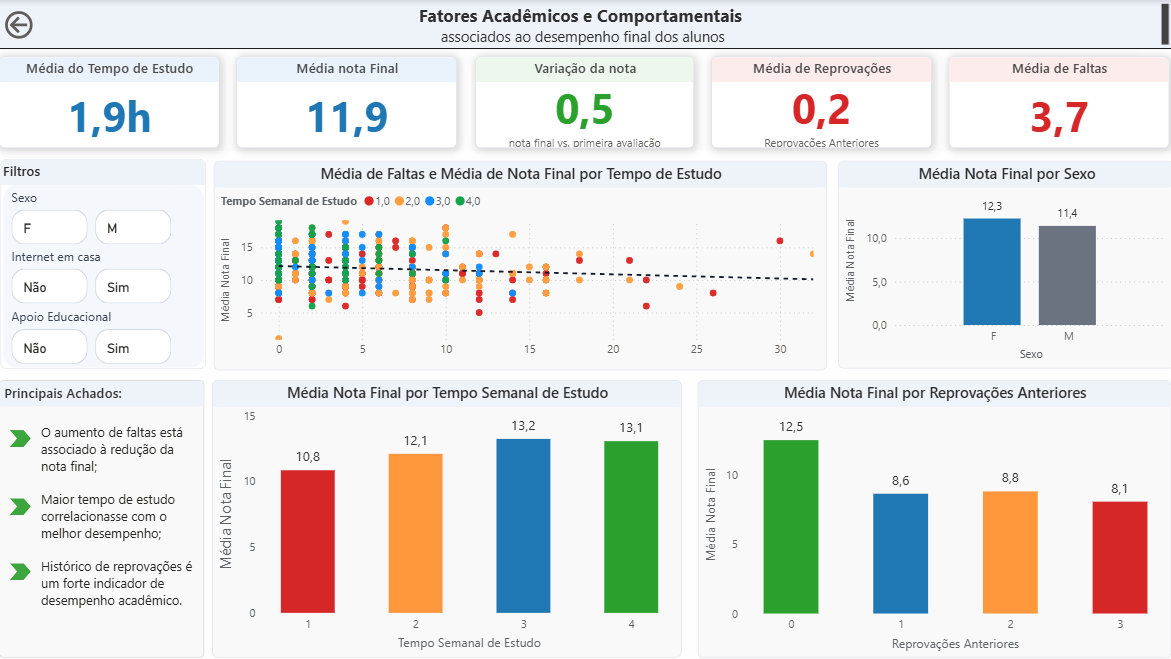 Fatores Acadêmicos e Comportamentais
associados ao desempenho final dos alunos
Média do Tempo de Estudo
1,9h
Média nota Final
11,9
Variação da nota
0,5
nota final vs. primeira avaliação
Média de Reprovações
0,2
Reprovações Anteriores
Média de Faltas
3,7
Filtros
Sexo
F
M
Internet em casa
Não
Sim
Apoio Educacional
Não
Sim
Média de Faltas e Média de Nota Final por Tempo de Estudo
Tempo Semanal de Estudo 1,0 2,0 3,0 4,0
Média Nota Final
15
10
5
0 5 10 15 20 25 30
Média Nota Final por Sexo
Média Nota Final
10,0
5,0
0,0
12,3
11,4
F M
Sexo
Principais Achados:
O aumento de faltas está
associado à redução da
nota final;
Maior tempo de estudo
correlacionasse com o
melhor desempenho;
Histórico de reprovações é
um forte indicador de
desempenho acadêmico.
Média Nota Final por Tempo Semanal de Estudo
Média Nota Final
15
10
5
0
10,8
12,1
13,2
13,1
1 2 3 4
Tempo Semanal de Estudo
Média Nota Final por Reprovações Anteriores
Média Nota Final
10
5
0
12,5
8,6
8,8
8,1
0 1 2 3
Reprovações Anteriores